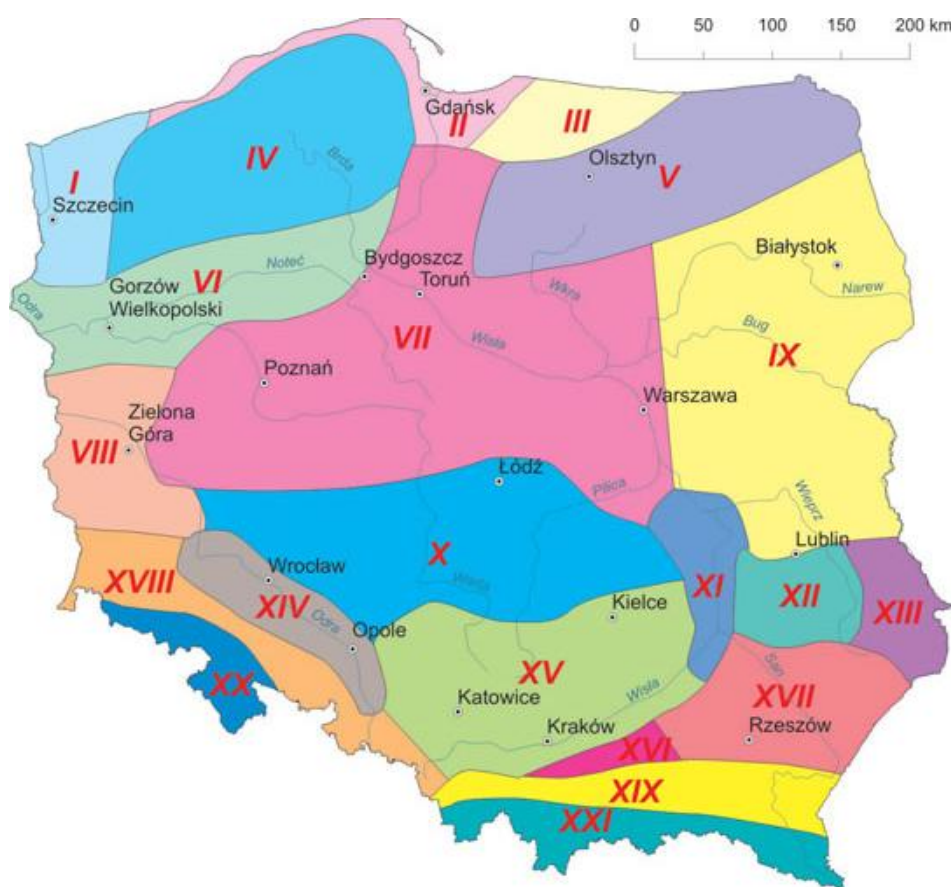 0 50 100 150 200 km
Gdańsk
II
III
IV
Brda
Olsztyn
V
I
Szczecin
Białystok
Bydgoszcz
Toruń
Noteć
VI
Gorzów
Wielkopolski
Odra
Wkra
Narew
Bug
VII
Wisła
IX
Poznań
Warszawa
Zielona
Góra
VIII
Łódź
Pilica
Wieprz
Lublin
X
Wrocław
XVIII
XIV
Warta
XI
XII
XIII
Odra
Opole
Kielce
XV
San
XX
Wisła
XVII
Katowice
Kraków
Rzeszów
XVI
XIX
XXI